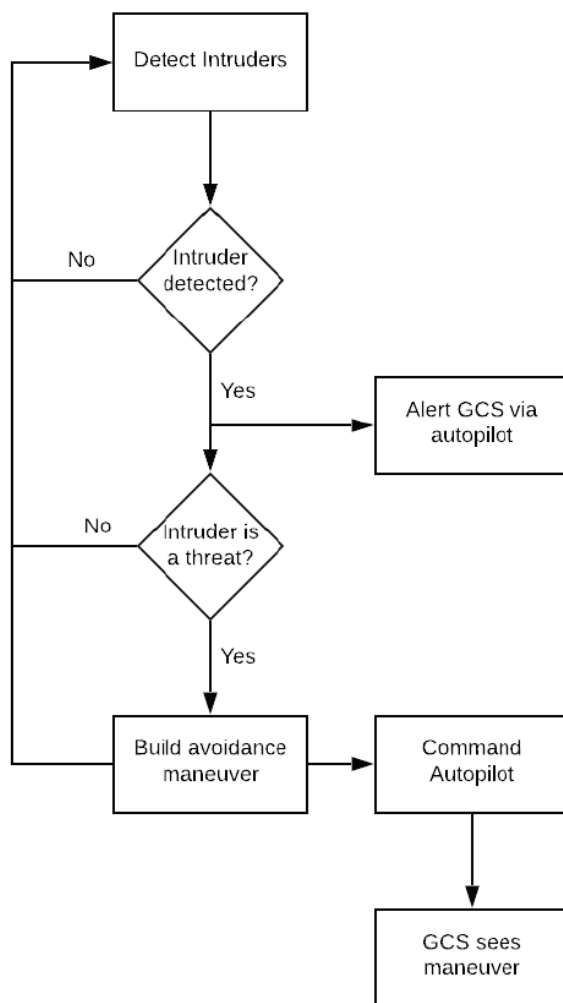 Detect Intruders
No
Intruder
detected?
Yes
Alert GCS via
autopilot
No
Intruder is
a threat?
Yes
Build avoidance
maneuver
Command
Autopilot
GCS sees
maneuver